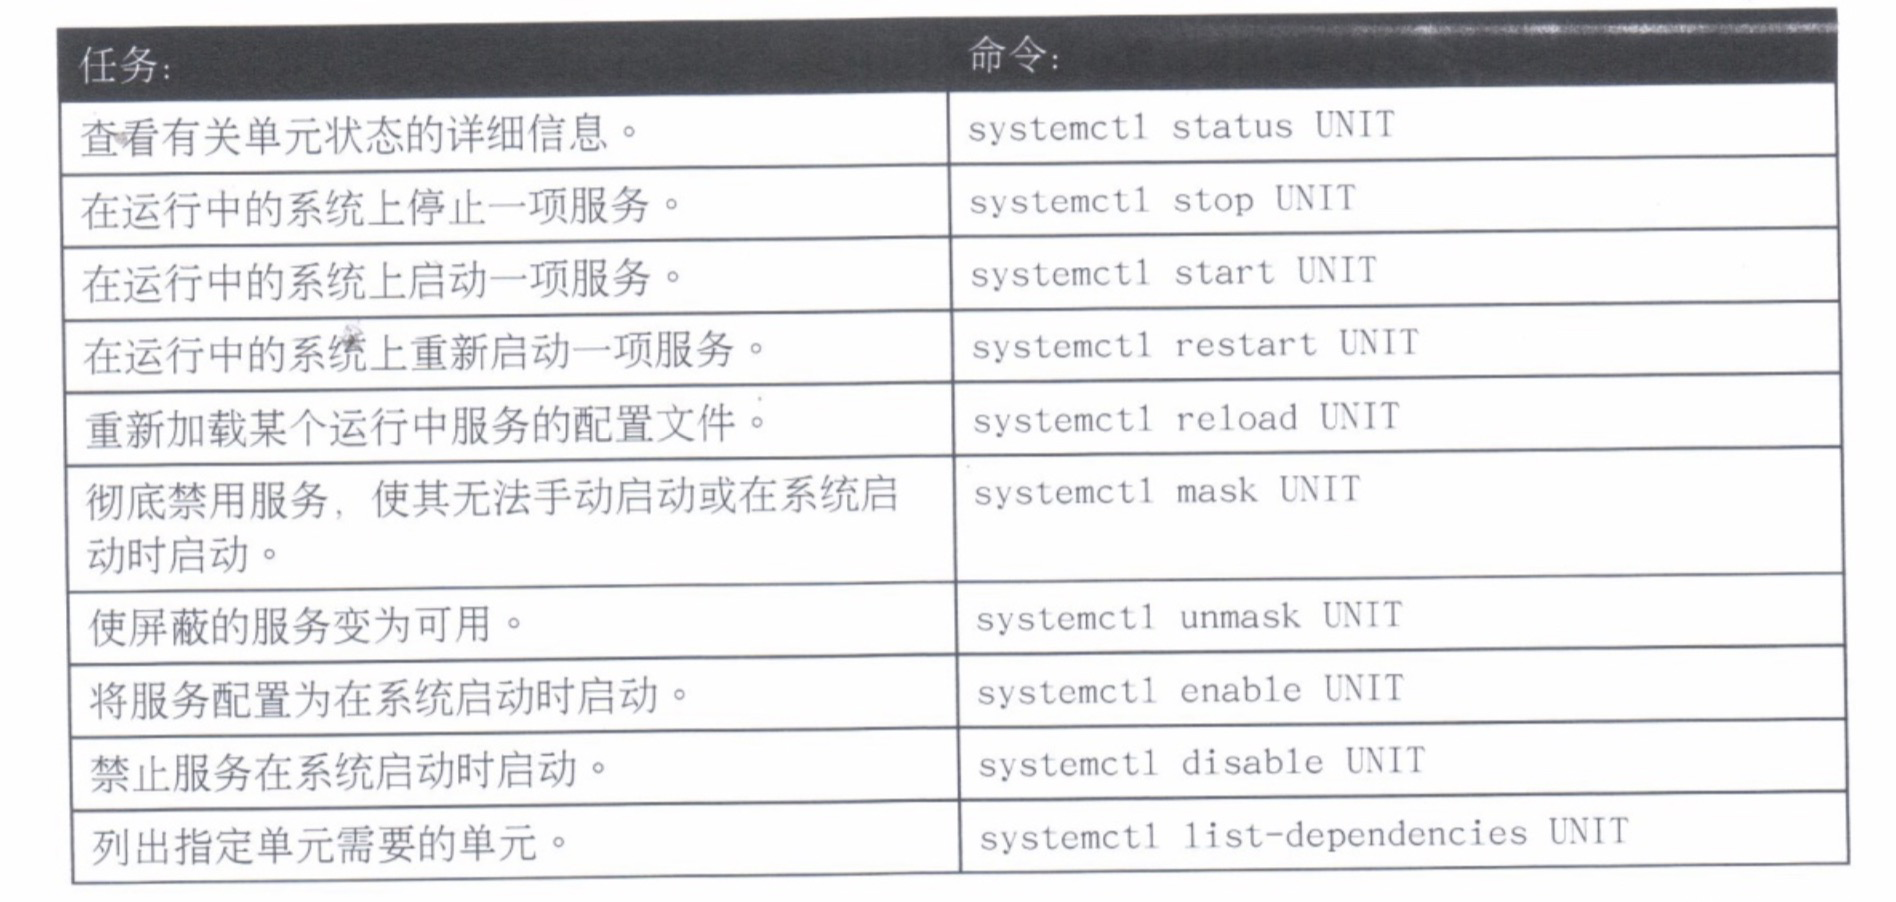 任务: 命令:
查看有关单元状态的详细信息。 systemctl status UNIT
在运行中的系统上停止一项服务。 systemctl stop UNIT
在运行中的系统上启动一项服务。 systemctl start UNIT
在运行中的系统上重新启动一项服务。 systemctl restart UNIT
重新加载某个运行中服务的配置文件。 systemctl reload UNIT
彻底禁用服务，使其无法手动启动或在系统启 systemctl mask UNIT
动时启动。
使屏蔽的服务变为可用。 systemctl unmask UNIT
将服务配置为在系统启动时启动。 systemctl enable UNIT
禁止服务在系统启动时启动。 systemctl disable UNIT
列出指定单元需要的单元。 systemctl list-dependencies UNIT